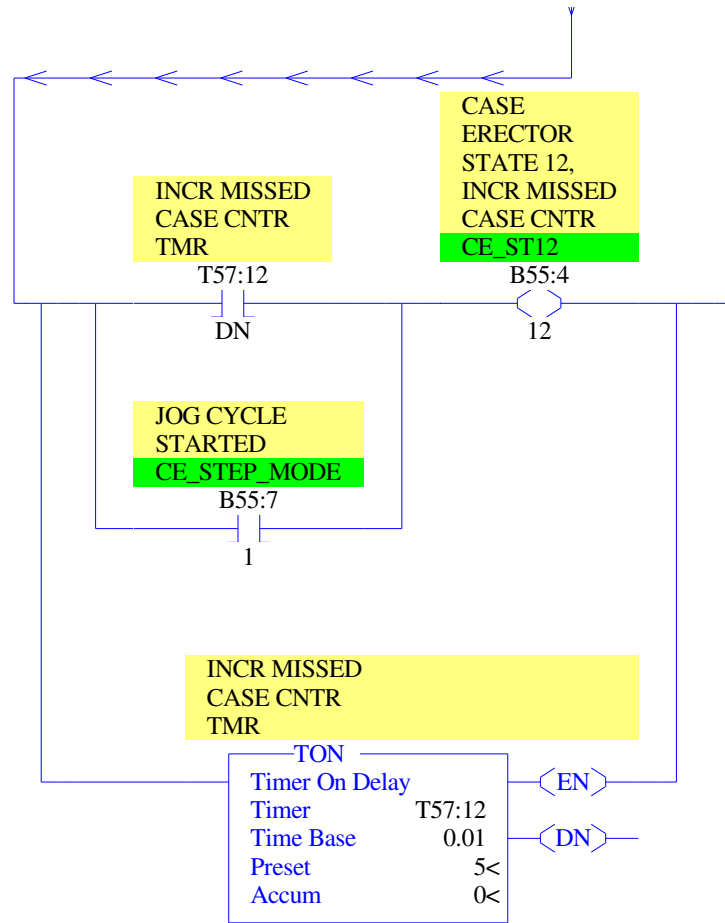 CASE
ERECTOR
STATE 12,
INCR MISSED
CASE CNTR
CE_ST12
B55:4
12
INCR MISSED
CASE CNTR
TMR
T57:12
DN
JOG CYCLE
STARTED
CE_STEP_MODE
B55:7
1
INCR MISSED
CASE CNTR
TMR
TON
Timer On Delay
EN
Timer T57:12
Time Base 0.01
DN
Preset 5<
Accum 0<